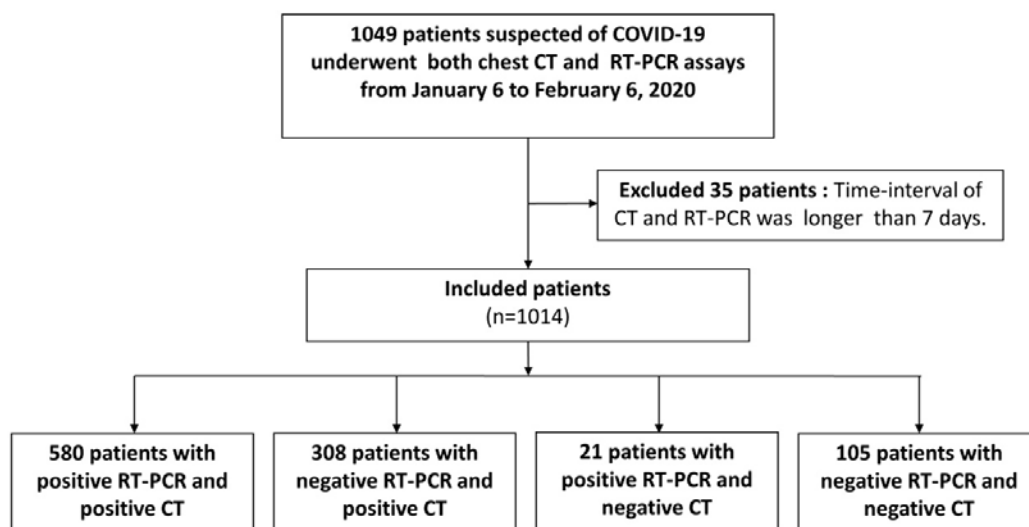 1049 patients suspected of COVID-19
underwent both chest CT and RT-PCR assays
from January 6 to February 6, 2020
Excluded 35 patients : Time-interval of
CT and RT-PCR was longer than 7 days.
Included patients
(n=1014)
580 patients with
positive RT-PCR and
positive CT
308 patients with
negative RT-PCR and
positive CT
21 patients with
positive RT-PCR and
negative CT
105 patients with
negative RT-PCR and
negative CT